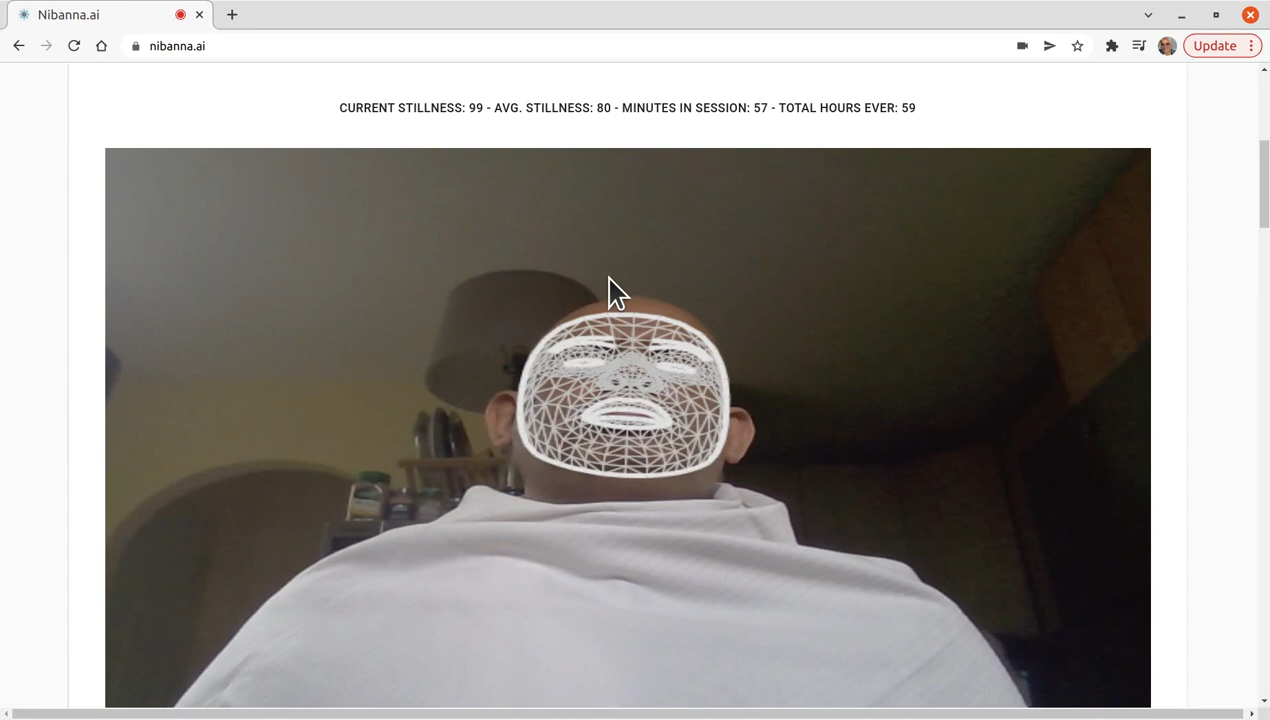 Nibanna.ai
nibanna.ai
Update
CURRENT STILLNESS: 99 - AVG. STILLNESS: 80 - MINUTES IN SESSION: 57 - TOTAL HOURS EVER: 59